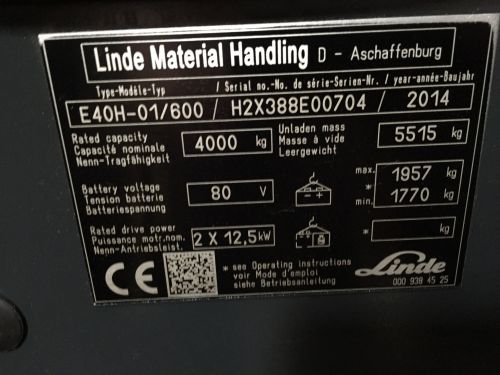 Linde Material Handling D - Aschaffenburg
Type-Modèle-Typ / Serial no.-No. de série-Serien-Nr. / year-année-Baujahr
E40H-01/600 / H2X388E00704 / 2014
Rated capacity
Capacité nominale
Nenn-Tragfähigkeit
4000 kg
Unladen mass
Masse à vide
Leergewicht
5515 kg
Battery voltage
Tension batterie
Batteriespannung
80 V
- +
max. 1957 kg
*
min. 1770 kg
Rated drive power
Puissance motr.nom.
Nenn-Antriebsleist.
2 X 12,5 kW
* kg
CE
* see Operating instructions
voir Mode d'emploi
siehe Betriebsanleitung
Linde
000 938 45 25